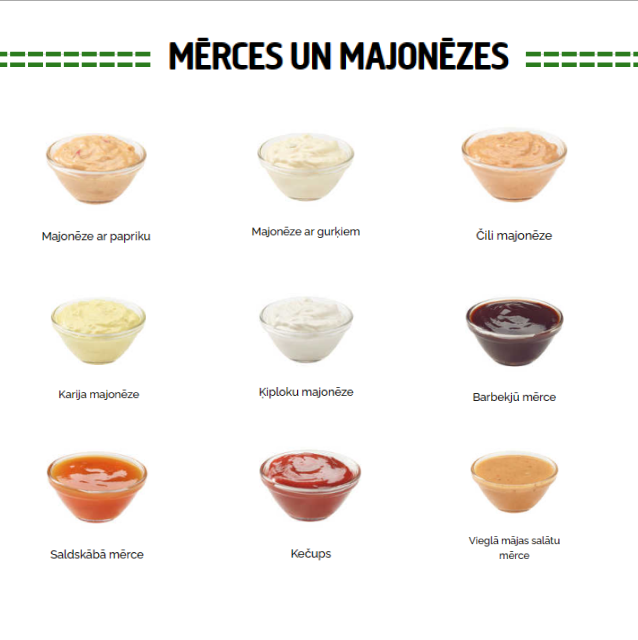 MĒRCES UN MAJONĒZES
Majonēze ar papriku
Majonēze ar gurķiem
Čili majonēze
Karija majonēze
Ķiploku majonēze
Barbekjū mērce
Saldskābā mērce
Kečups
Vieglā mājas salātu
mērce